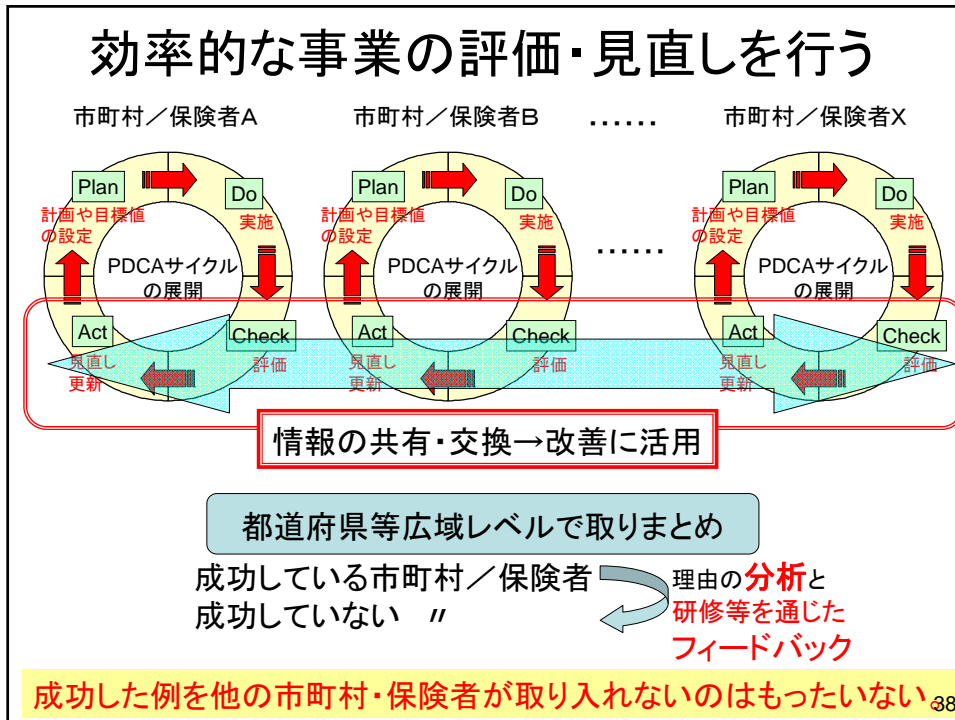 効率的な事業の評価・見直しを行う
市町村／保険者A
市町村／保険者B
……
市町村／保険者X
Plan
Do
計画や目標値
の設定
実施
PDCAサイクル
の展開
Act
Check
見直し
更新
評価
Plan
Do
計画や目標値
の設定
実施
PDCAサイクル
の展開
Act
Check
見直し
更新
評価
……
Plan
Do
計画や目標値
の設定
実施
PDCAサイクル
の展開
Act
Check
見直し
更新
評価
情報の共有・交換→改善に活用
都道府県等広域レベルで取りまとめ
成功している市町村／保険者
成功していない 〃
理由の分析と
研修等を通じた
フィードバック
成功した例を他の市町村・保険者が取り入れないのはもったいない。
38